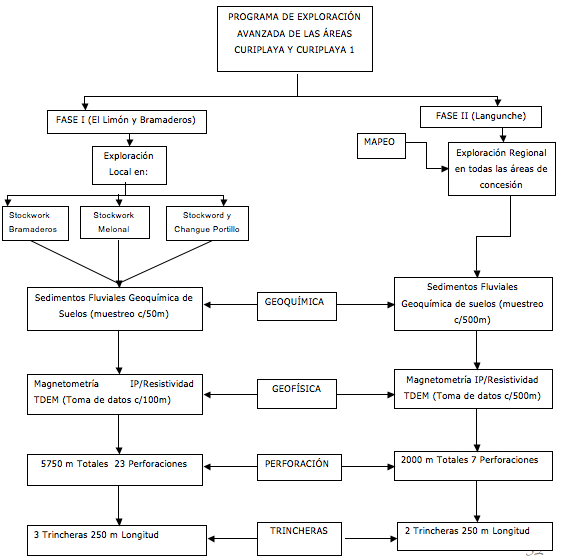 PROGRAMA DE EXPLORACIÓN
AVANZADA DE LAS ÁREAS
CURIPLAYA Y CURIPLAYA 1
FASE I (El Limón y Bramaderos)
FASE II (Langunche)
MAPEO
Exploración
Local en:
Exploración Regional
en todas las áreas de
concesión
Stockwork
Bramaderos
Stockwork
Melonal
Stockword y
Changue Portillo
Sedimentos Fluviales Geoquímica de
Suelos (muestreo c/50m)
GEOQUÍMICA
Sedimentos Fluviales
Geoquímica de suelos (muestreo
c/500m)
Magnetometría IP/Resistividad
TDEM (Toma de datos c/100m)
GEOFÍSICA
Magnetometría IP/Resistividad
TDEM (Toma de datos c/500m)
5750 m Totales 23 Perforaciones
PERFORACIÓN
2000 m Totales 7 Perforaciones
3 Trincheras 250 m Longitud
TRINCHERAS
2 Trincheras 250 m Longitud